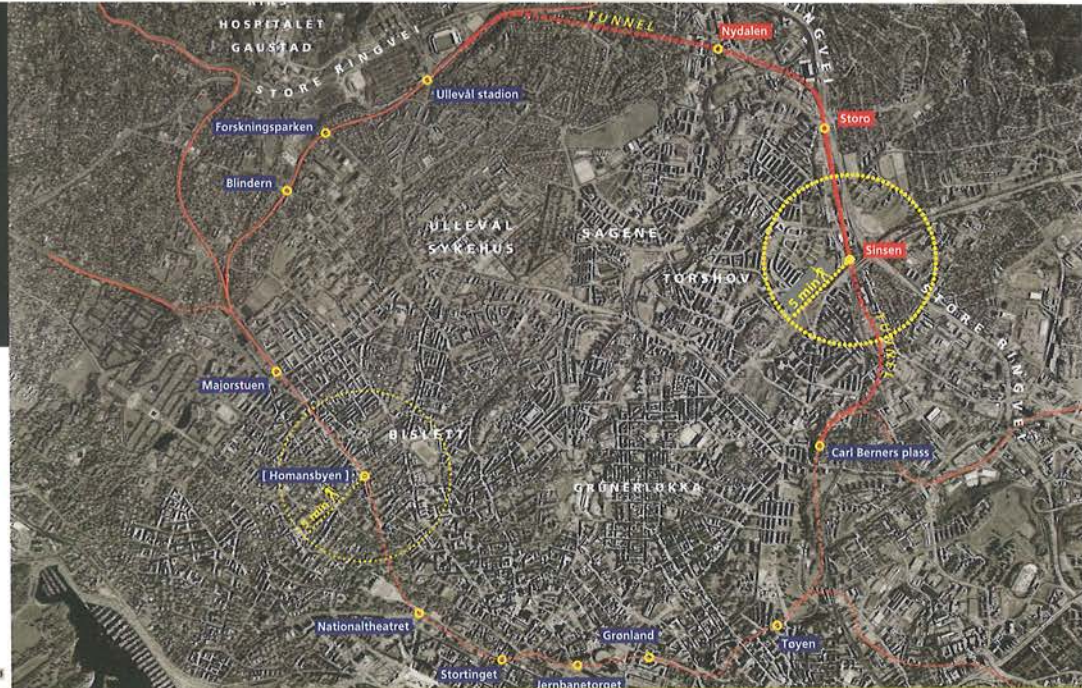 HOSPITALET
GAUSTAD
STORE RINGVEI
TUNNEL
Nydalen
RINGVEI
Ullevål stadion
Forskningsparken
Storo
Blindern
ULLEVÅL
SYKEHUS
SAGENE
Sinsen
TORSHOV
5 min
STORE RINGVEI
TUNNEL
Majorstuen
BISLETT
Carl Berners plass
[ Homansbyen ]
GRÜNERLØKKA
5 min
Nationaltheatret
Grønland
Tøyen
Stortinget
Jernbanetorget